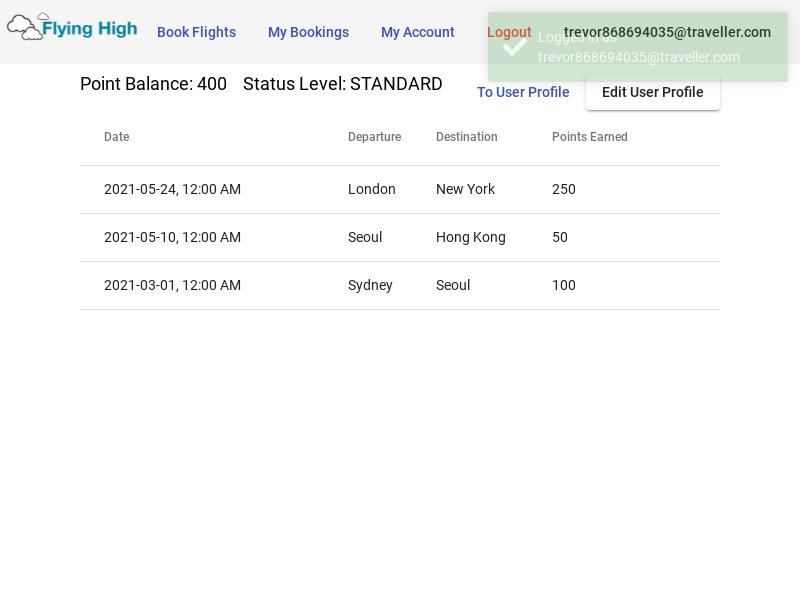 Flying High Book Flights My Bookings My Account Logout trevor868694035@traveller.com
Logged in as
trevor868694035@traveller.com
Point Balance: 400 Status Level: STANDARD To User Profile Edit User Profile
Date Departure Destination Points Earned
2021-05-24, 12:00 AM London New York 250
2021-05-10, 12:00 AM Seoul Hong Kong 50
2021-03-01, 12:00 AM Sydney Seoul 100